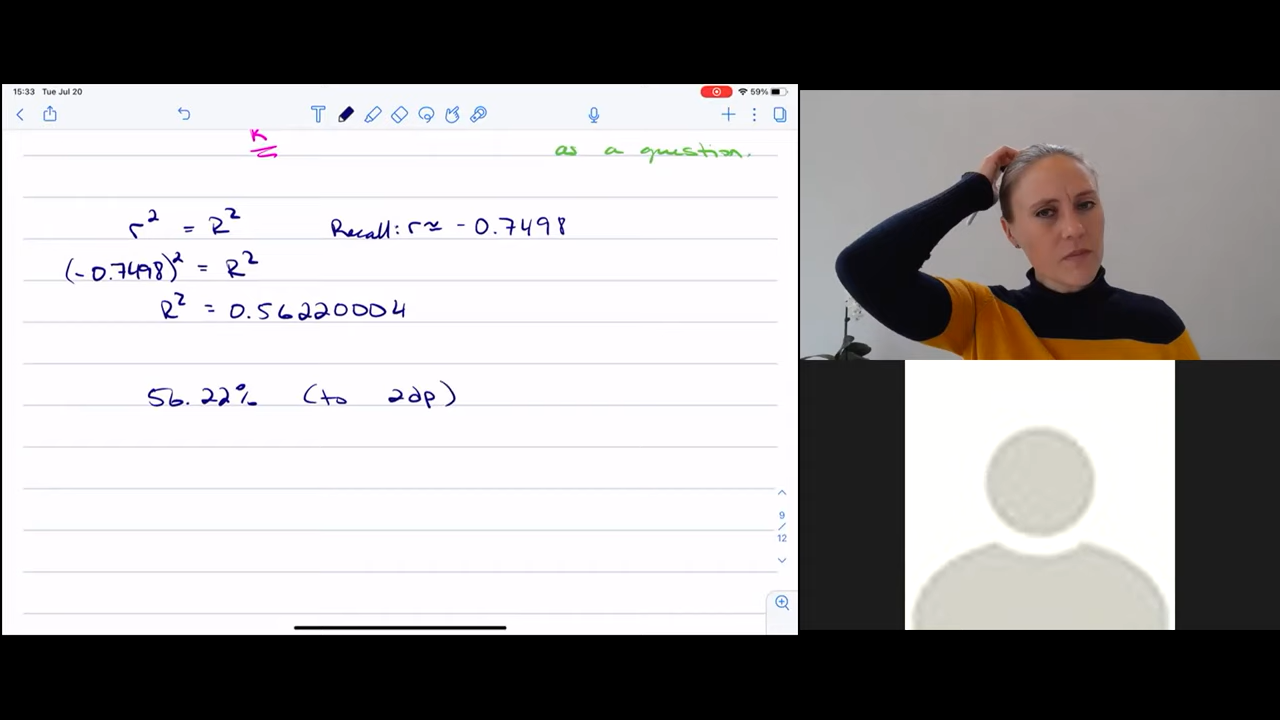 15:33 Tue Jul 20
59%
T
K
as a question.
r² = R² Recall: r ≈ -0.7498
(-0.7498)² = R²
R² = 0.56220004
56.22% (to 2dp)
9
/
12